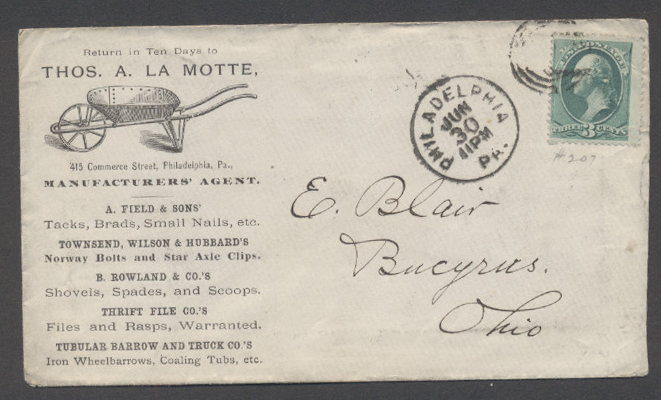 Return in Ten Days to
THOS. A. LA MOTTE,
415 Commerce Street, Philadelphia, Pa.,
MANUFACTURERS' AGENT.
A. FIELD & SONS'
Tacks, Brads, Small Nails, etc.
TOWNSEND, WILSON & HUBBARD'S
Norway Bolts and Star Axle Clips.
B. ROWLAND & CO.'S
Shovels, Spades, and Scoops.
THRIFT FILE CO.'S
Files and Rasps, Warranted.
TUBULAR BARROW AND TRUCK CO.'S
Iron Wheelbarrows, Coaling Tubs, etc.
PHILADELPHIA
JUN
30
11PM
PA.
THREE 3 CENTS
#207
E. Blair
Bucyrus.
Ohio